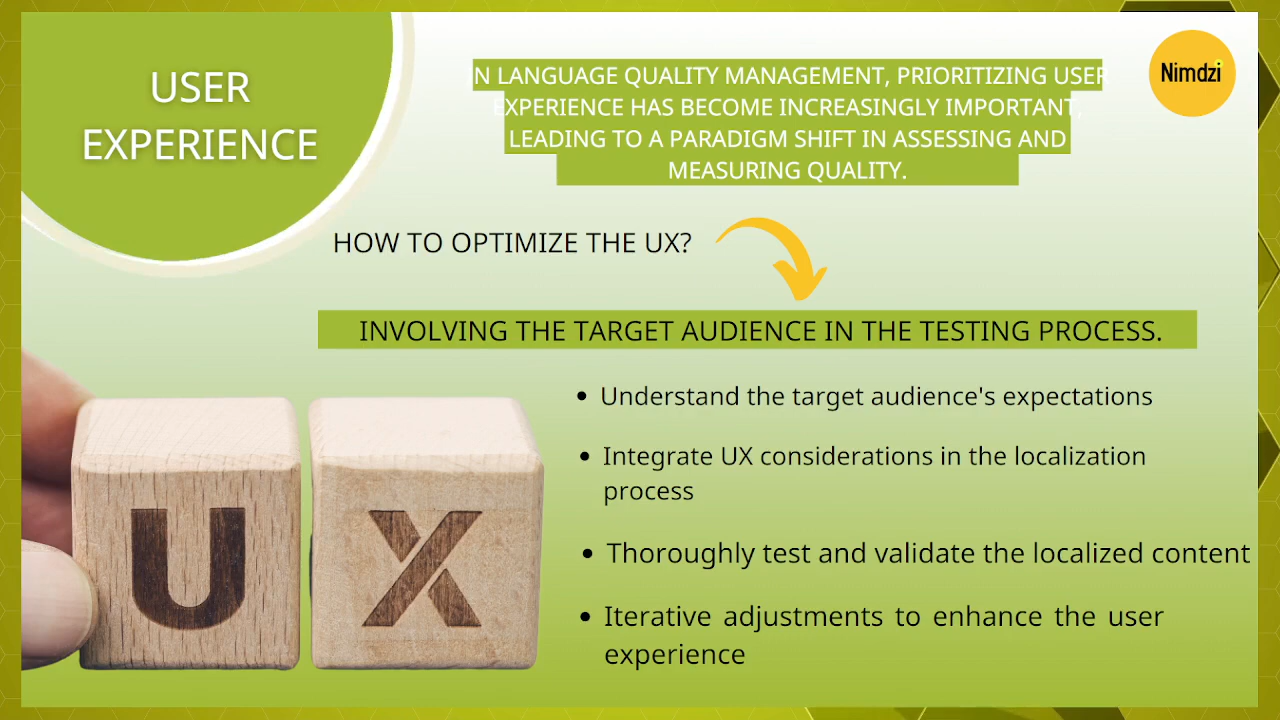 USER
EXPERIENCE
N LANGUAGE QUALITY MANAGEMENT, PRIORITIZING USER
EXPERIENCE HAS BECOME INCREASINGLY IMPORTANT,
LEADING TO A PARADIGM SHIFT IN ASSESSING AND
MEASURING QUALITY.
Nimdzi
HOW TO OPTIMIZE THE UX?
INVOLVING THE TARGET AUDIENCE IN THE TESTING PROCESS.
• Understand the target audience's expectations
• Integrate UX considerations in the localization
process
• Thoroughly test and validate the localized content
• Iterative adjustments to enhance the user
experience
U X